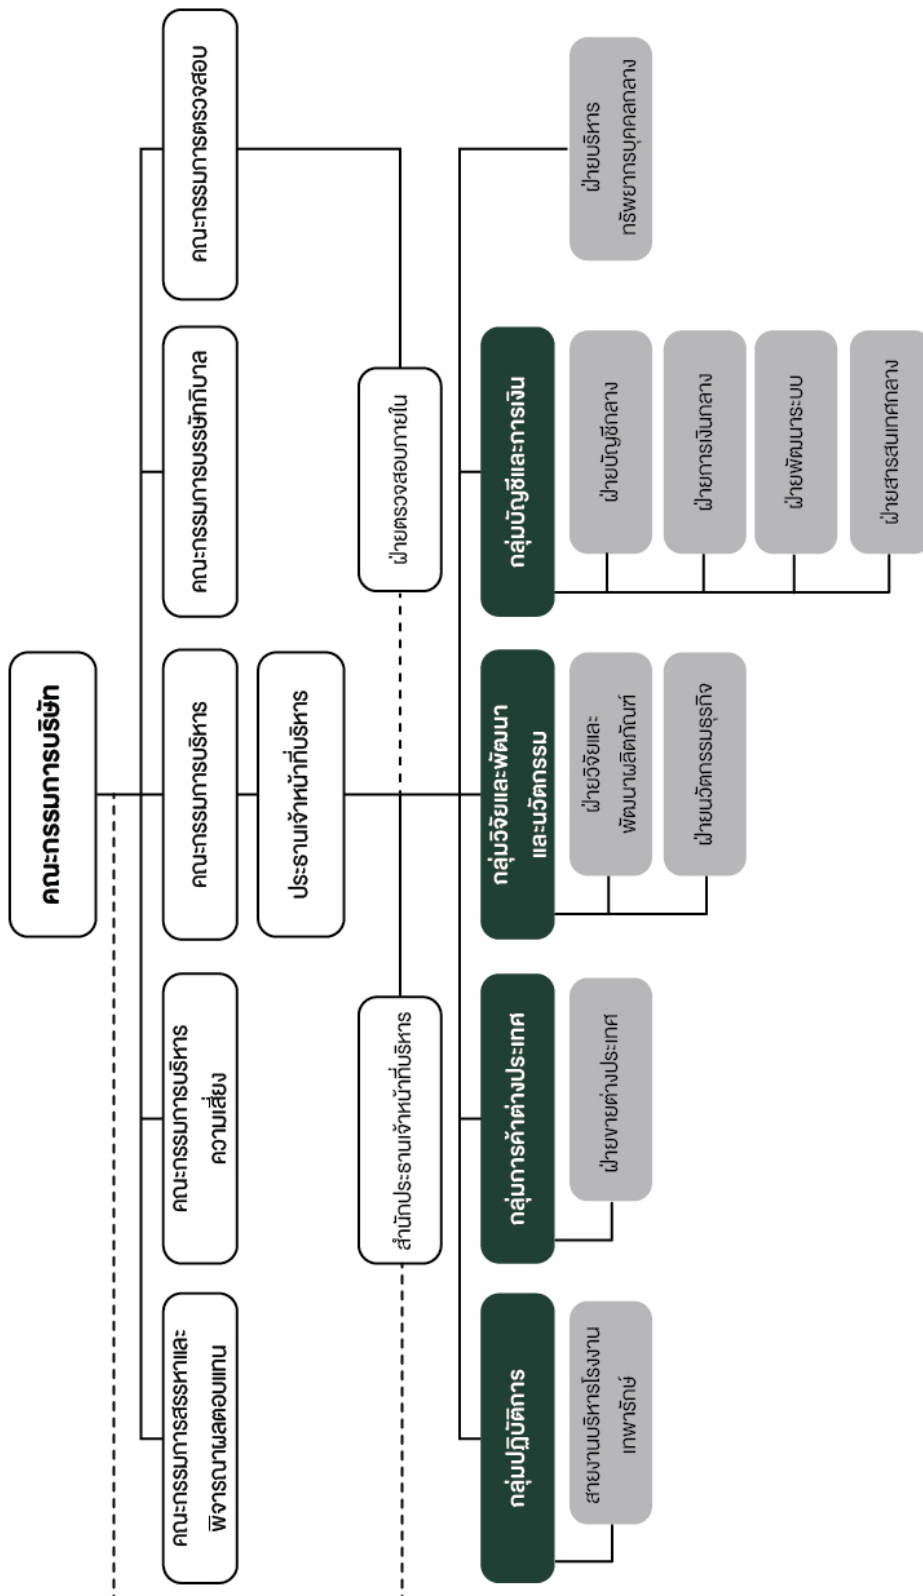 คณะกรรมการบริษัท
คณะกรรมการสรรหาและ
พิจารณาผลตอบแทน
คณะกรรมการบริหาร
ความเสี่ยง
คณะกรรมการบริหาร
คณะกรรมการบรรษัทภิบาล
คณะกรรมการตรวจสอบ
ประธานเจ้าหน้าที่บริหาร
สำนักประธานเจ้าหน้าที่บริหาร
ฝ่ายตรวจสอบภายใน
กลุ่มปฏิบัติการ
สายงานบริหารโรงงาน
เทพารักษ์
กลุ่มการค้าต่างประเทศ
ฝ่ายขายต่างประเทศ
กลุ่มวิจัยและพัฒนา
และนวัตกรรม
ฝ่ายวิจัยและ
พัฒนาผลิตภัณฑ์
ฝ่ายนวัตกรรมธุรกิจ
กลุ่มบัญชีและการเงิน
ฝ่ายบัญชีกลาง
ฝ่ายการเงินกลาง
ฝ่ายพัฒนาระบบ
ฝ่ายสารสนเทศกลาง
ฝ่ายบริหาร
ทรัพยากรบุคคลกลาง